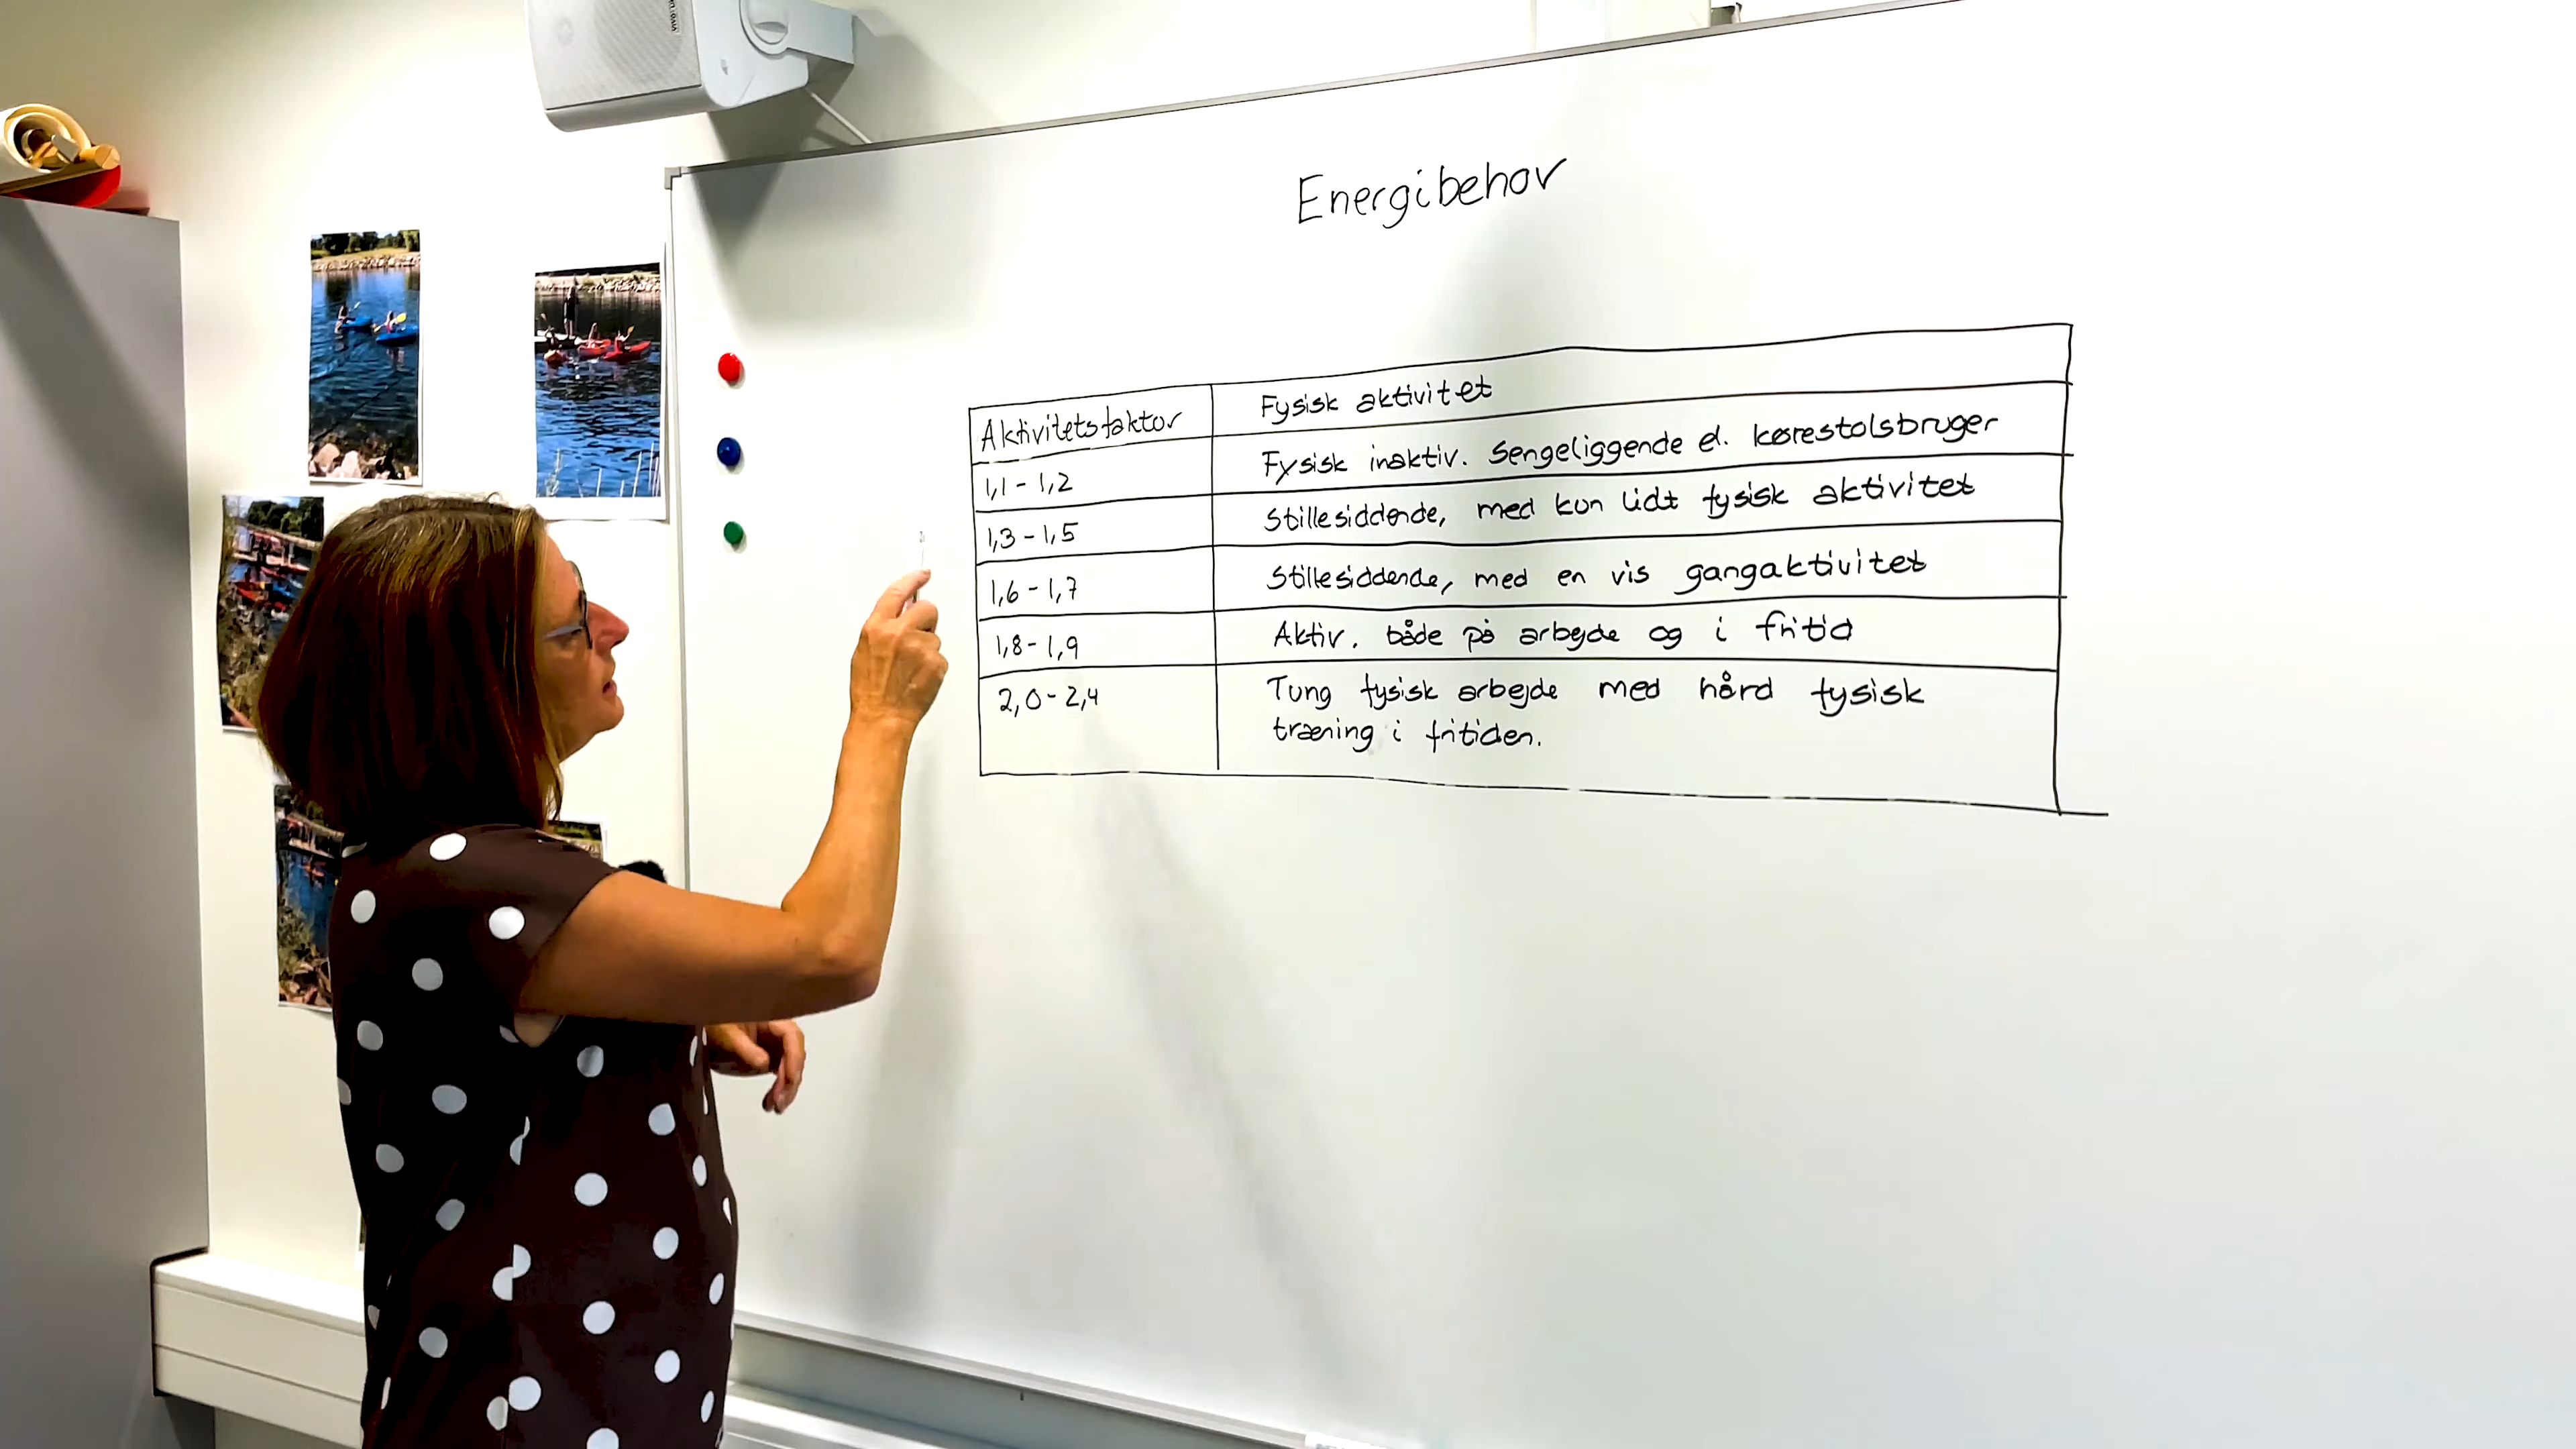 Energibehov
Aktivitetsfaktor Fysisk aktivitet
1,1 - 1,2 Fysisk inaktiv. Sengeliggende el. kørestolsbruger
1,3 - 1,5 Stillesiddende, med kun lidt fysisk aktivitet
1,6 - 1,7 Stillesiddende, med en vis gangaktivitet
1,8 - 1,9 Aktiv. både på arbejde og i fritid
2,0 - 2,4 Tung fysisk arbejde med hård fysisk
træning i fritiden.